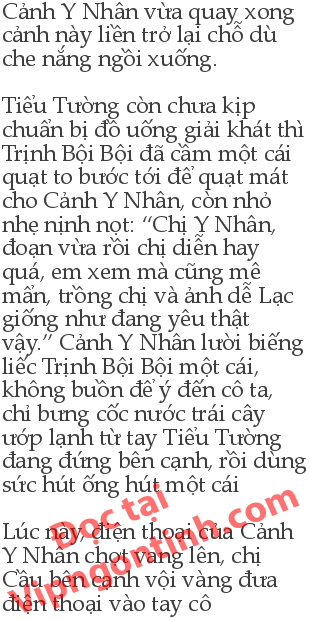 Cảnh Y Nhân vừa quay xong
cảnh này liền trở lại chỗ dù
che nắng ngồi xuống.
Tiểu Tường còn chưa kịp
chuẩn bị đồ uống giải khát thì
Trịnh Bội Bội đã cầm một cái
quạt to bước tới để quạt mát
cho Cảnh Y Nhân, còn nhỏ
nhẹ nịnh nọt: “Chị Y Nhân,
đoạn vừa rồi chị diễn hay
quá, em xem mà cũng mê
mẩn, trồng chị và ảnh dễ Lạc
giống như đang yêu thật
vậy.” Cảnh Y Nhân lười biếng
liếc Trịnh Bội Bội một cái,
không buồn để ý đến cô ta,
chỉ bưng cốc nước trái cây
ướp lạnh từ tay Tiểu Tường
đang đứng bên cạnh, rồi dùng
sức hút ống hút một cái
Lúc này, điện thoại của Cảnh
Y Nhân chợt vang lên, chị
Cầu bên cạnh vội vàng đưa
điện thoại vào tay cô
Đọc tại
Vipngontinh.com